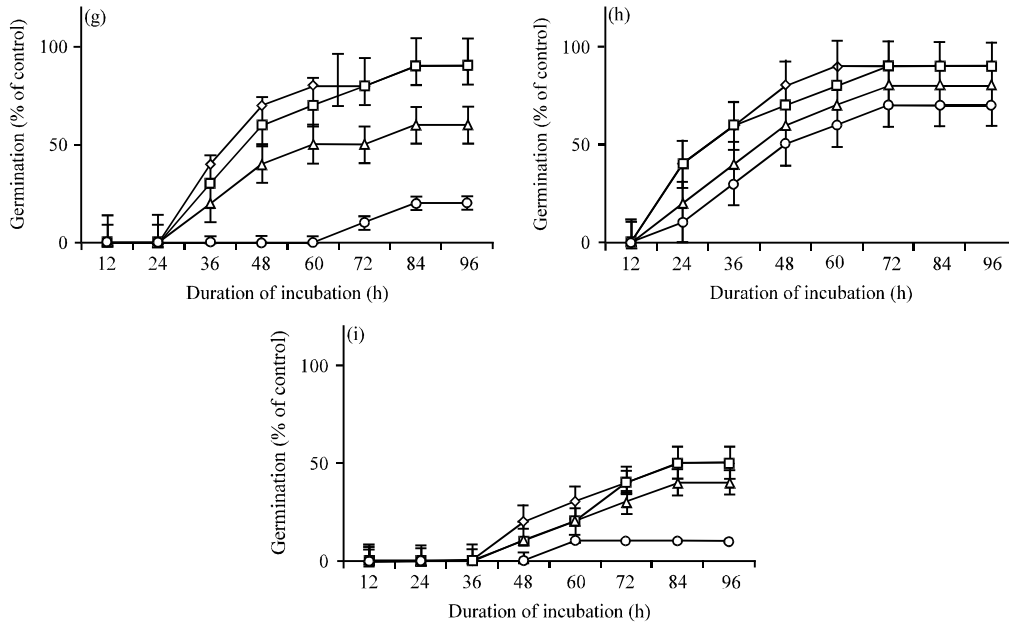 (g)
Germination (% of control)
100
50
0
12 24 36 48 60 72 84 96
Duration of incubation (h)
(h)
Germination (% of control)
100
50
0
12 24 36 48 60 72 84 96
Duration of incubation (h)
(i)
Germination (% of control)
100
50
0
12 24 36 48 60 72 84 96
Duration of incubation (h)